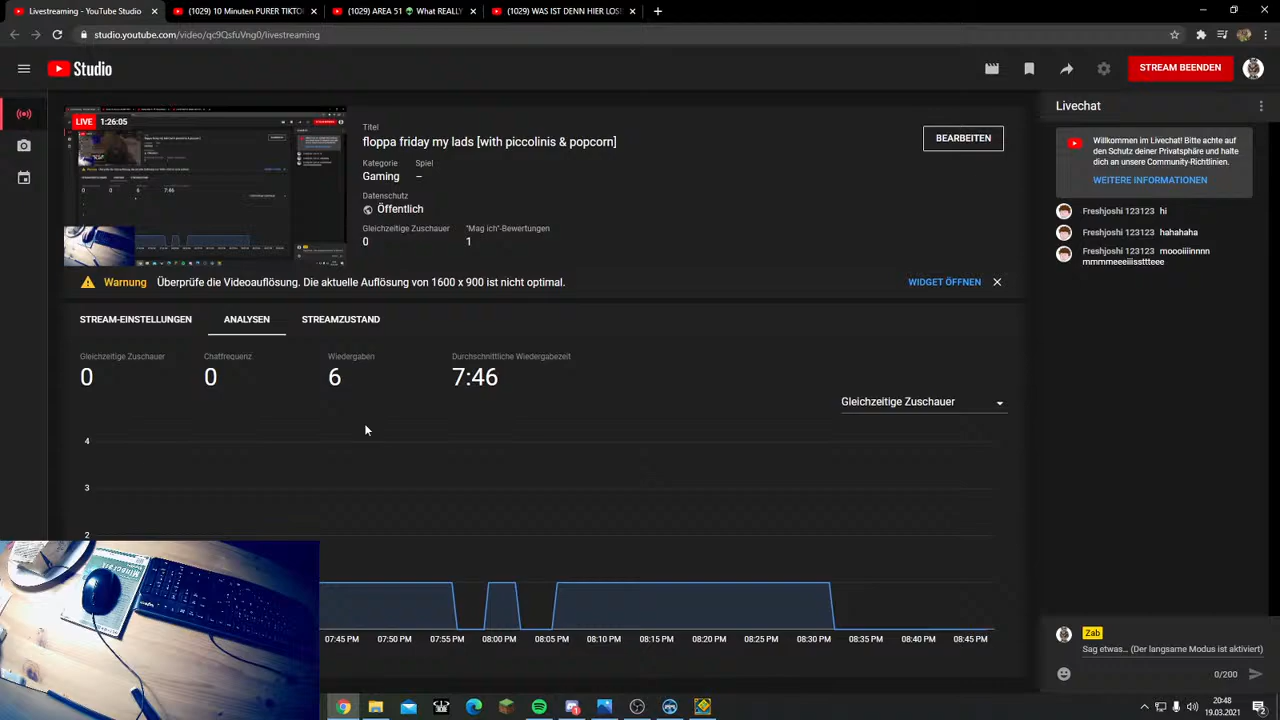 Livestreaming - YouTube Studio
(1029) 10 Minuten PURER TIKTO
(1029) AREA 51 👽 What REALLY
(1029) WAS IST DENN HIER LOS!
studio.youtube.com/video/qc9QsfuVng0/livestreaming
Studio
STREAM BEENDEN
LIVE 1:26:05
Titel
floppa friday my lads [with piccolinis & popcorn]
BEARBEITEN
Kategorie Spiel
Gaming –
Datenschutz
Öffentlich
Gleichzeitige Zuschauer "Mag ich"-Bewertungen
0 1
Warnung Überprüfe die Videoauflösung. Die aktuelle Auflösung von 1600 x 900 ist nicht optimal.
WIDGET ÖFFNEN
STREAM-EINSTELLUNGEN ANALYSEN STREAMZUSTAND
Gleichzeitige Zuschauer Chatfrequenz Wiedergaben Durchschnittliche Wiedergabezeit
0 0 6 7:46
Gleichzeitige Zuschauer
4
3
2
07:45 PM 07:50 PM 07:55 PM 08:00 PM 08:05 PM 08:10 PM 08:15 PM 08:20 PM 08:25 PM 08:30 PM 08:35 PM 08:40 PM 08:45 PM
Livechat
Willkommen im Livechat! Bitte achte auf
den Schutz deiner Privatsphäre und halte
dich an unsere Community-Richtlinien.
WEITERE INFORMATIONEN
Freshjoshi 123123 hi
Freshjoshi 123123 hahahaha
Freshjoshi 123123 moooiiiinnnn
mmmmeeeiiissttteee
Zab
Sag etwas... (Der langsame Modus ist aktiviert)
0/200
MINECRAFT
20:48
19.03.2021